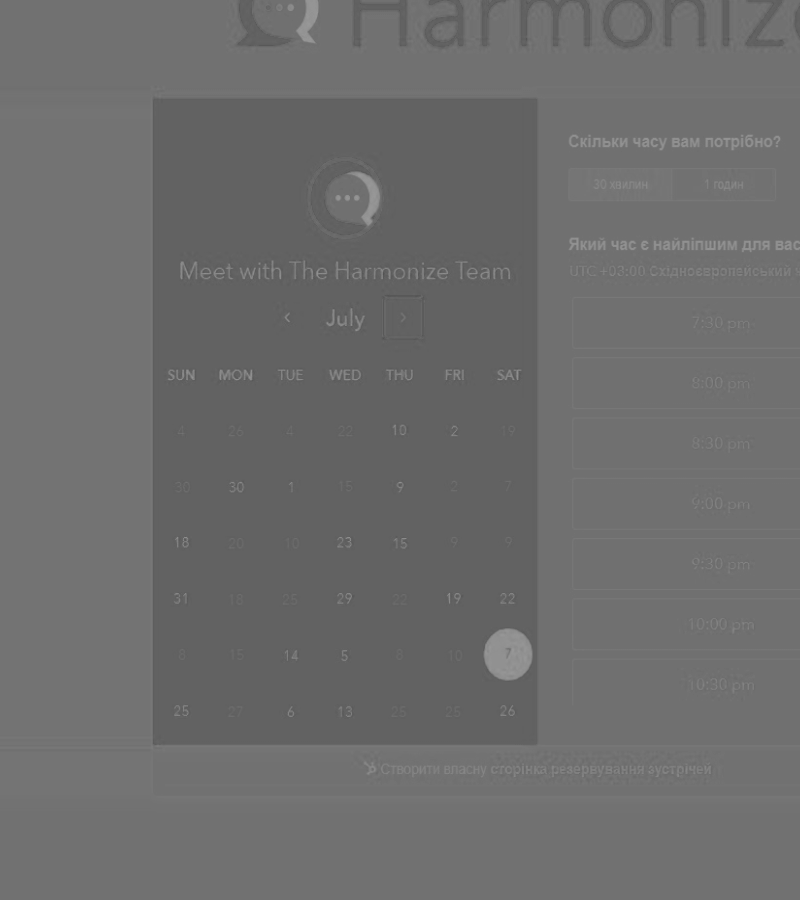 Harmonize
Meet with The Harmonize Team
July
SUN MON TUE WED THU FRI SAT
4 26 4 22 10 2 19
30 30 1 15 9 2 7
18 20 10 23 15 9 9
31 18 25 29 22 19 22
8 15 14 5 8 10 7
25 27 6 13 25 25 26
Скільки часу вам потрібно?
30 хвилин 1 годин
Який час є найліпшим для вас
UTC +03:00 Східноєвропейський
7:30 pm
8:00 pm
8:30 pm
9:00 pm
9:30 pm
10:00 pm
10:30 pm
Створити власну сторінка резервування зустрічей